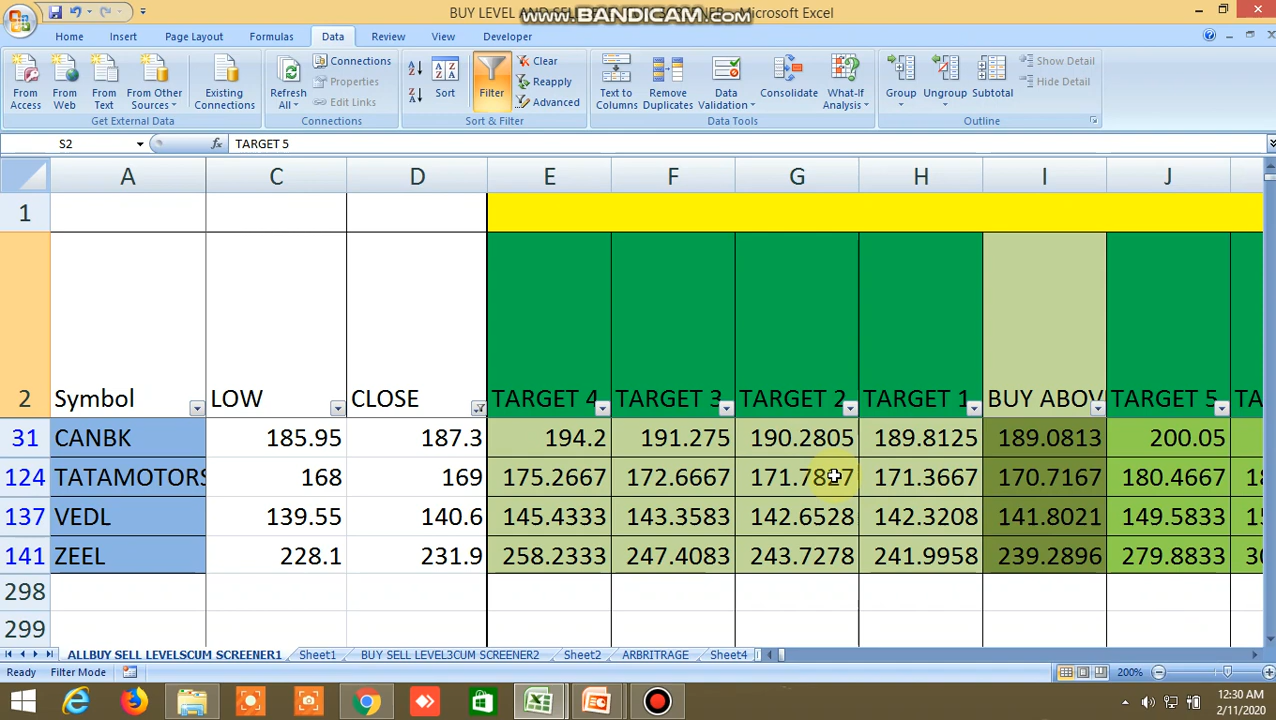 BUY LEVEL AND SEL
NER - Microsoft Excel
www.BANDICAM.com
Home Insert Page Layout Formulas Data Review View Developer
From Access
From Web
From Text
From Other Sources
Existing Connections
Get External Data
Refresh All
Connections
Properties
Edit Links
Connections
Sort
Filter
Clear
Reapply
Advanced
Sort & Filter
Text to Columns
Remove Duplicates
Data Validation
Consolidate
What-If Analysis
Data Tools
Group
Ungroup
Subtotal
Show Detail
Hide Detail
Outline
S2 fx TARGET 5
A C D E F G H I J
1
2 Symbol LOW CLOSE TARGET 4 TARGET 3 TARGET 2 TARGET 1 BUY ABOV TARGET 5 TA
31 CANBK 185.95 187.3 194.2 191.275 190.2805 189.8125 189.0813 200.05
124 TATAMOTORS 168 169 175.2667 172.6667 171.7827 171.3667 170.7167 180.4667 18
137 VEDL 139.55 140.6 145.4333 143.3583 142.6528 142.3208 141.8021 149.5833 15
141 ZEEL 228.1 231.9 258.2333 247.4083 243.7278 241.9958 239.2896 279.8833 30
298
299
ALLBUY SELL LEVELSCUM SCREENER1 Sheet1 BUY SELL LEVEL3CUM SCREENER2 Sheet2 ARBRITRAGE Sheet4
Ready Filter Mode 200%
12:30 AM
2/11/2020